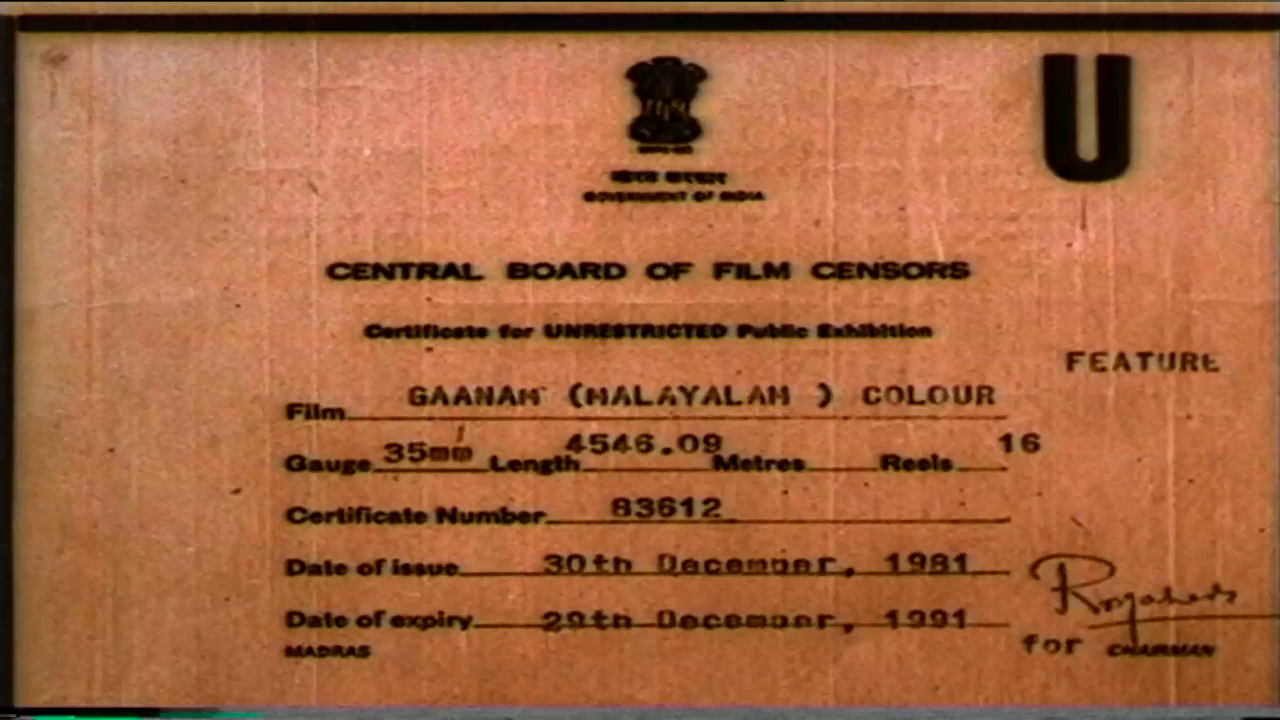 U
भारत सरकार
GOVERNMENT OF INDIA
CENTRAL BOARD OF FILM CENSORS
Certificate for UNRESTRICTED Public Exhibition
FEATURE
Film GAANAM (MALAYALAM ) COLOUR
Gauge 35mm Length 4546.09 Metres Reels 16
Certificate Number 83612
Date of issue 30th December, 1981
Date of expiry 29th December, 1991
MADRAS
for CHAIRMAN